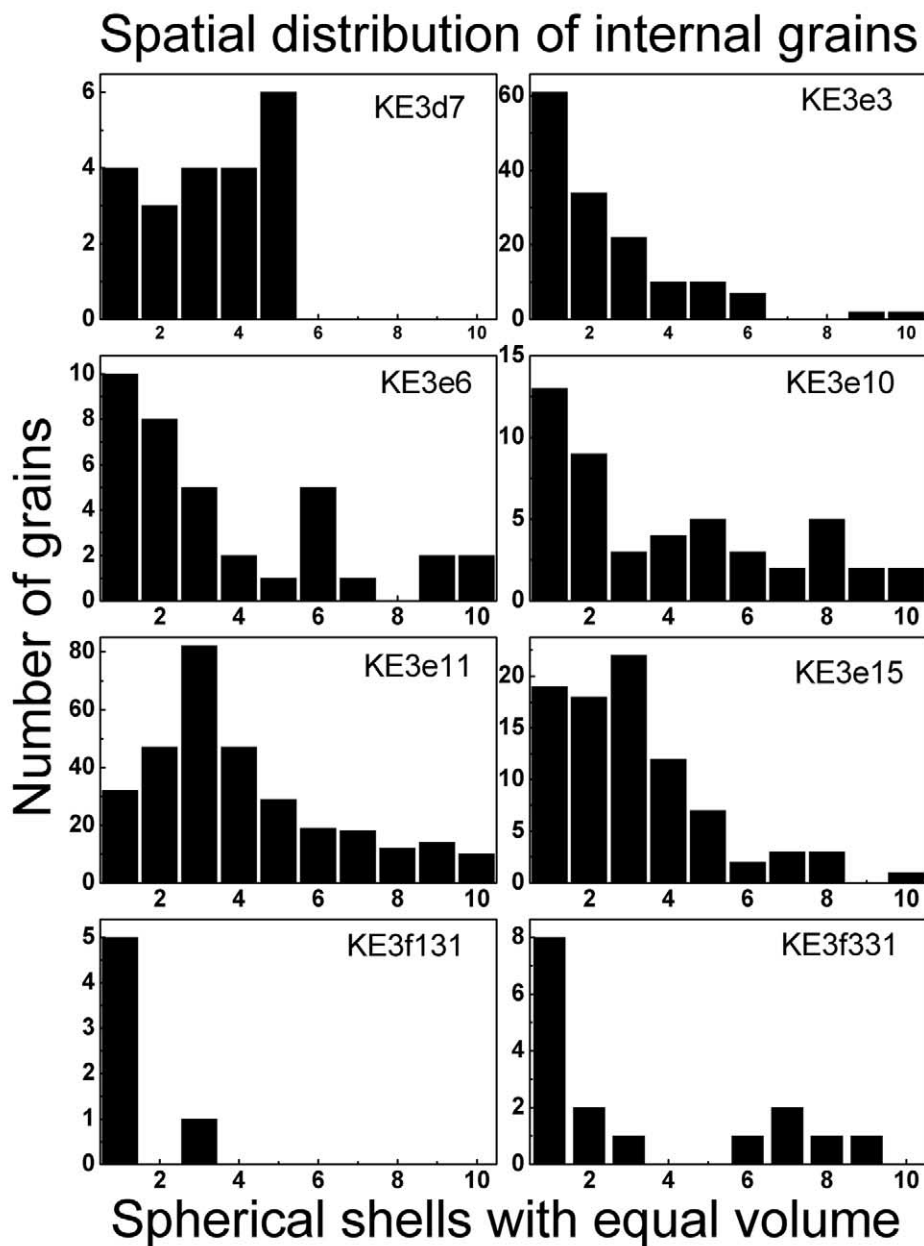 Spatial distribution of internal grains
Number of grains
KE3d7
6
4
2
0
2 4 6 8 10
KE3e3
60
40
20
0
2 4 6 8 10
KE3e6
10
8
6
4
2
0
2 4 6 8 10
KE3e10
15
10
5
0
2 4 6 8 10
KE3e11
80
60
40
20
0
2 4 6 8 10
KE3e15
20
15
10
5
0
2 4 6 8 10
KE3f131
5
4
3
2
1
0
2 4 6 8 10
KE3f331
8
6
4
2
0
2 4 6 8 10
Spherical shells with equal volume